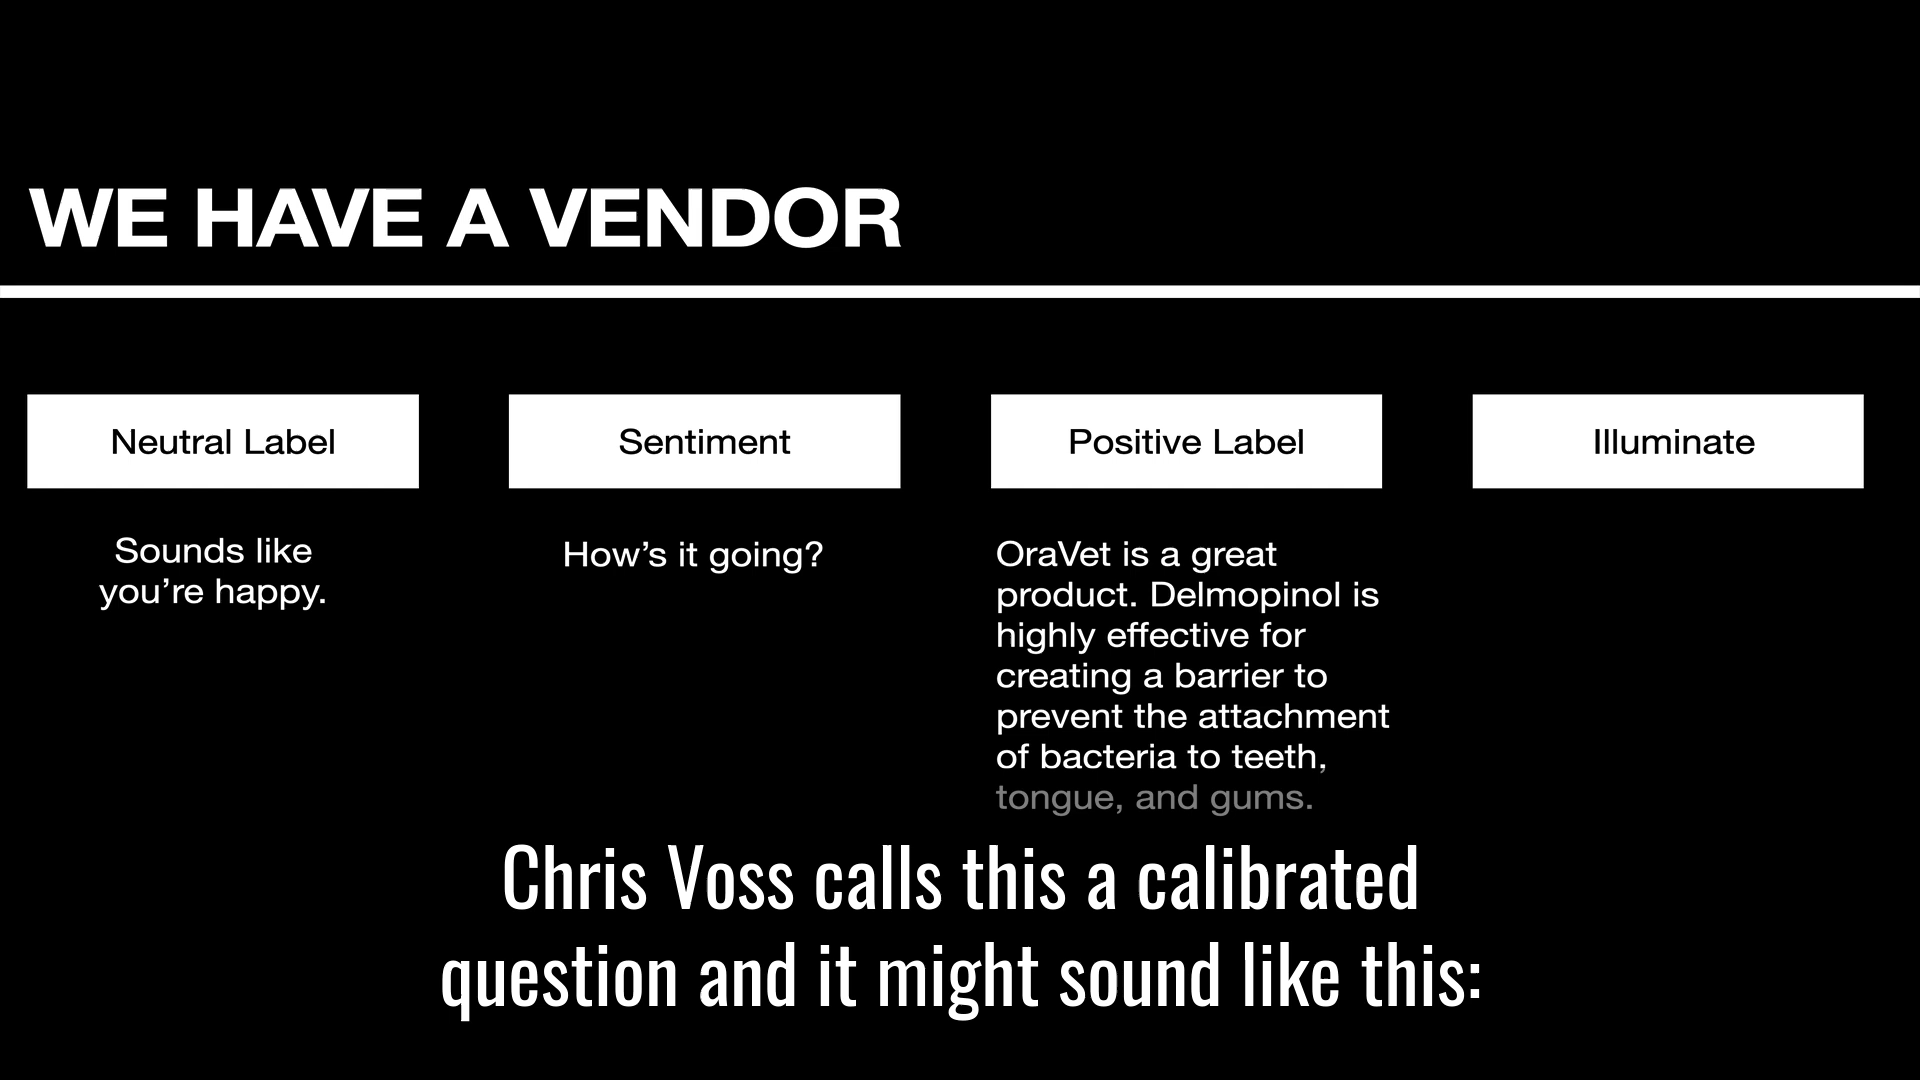 WE HAVE A VENDOR
Neutral Label
Sounds like
you’re happy.
Sentiment
How’s it going?
Positive Label
OraVet is a great
product. Delmopinol is
highly effective for
creating a barrier to
prevent the attachment
of bacteria to teeth,
tongue, and gums.
Illuminate
Chris Voss calls this a calibrated
question and it might sound like this: